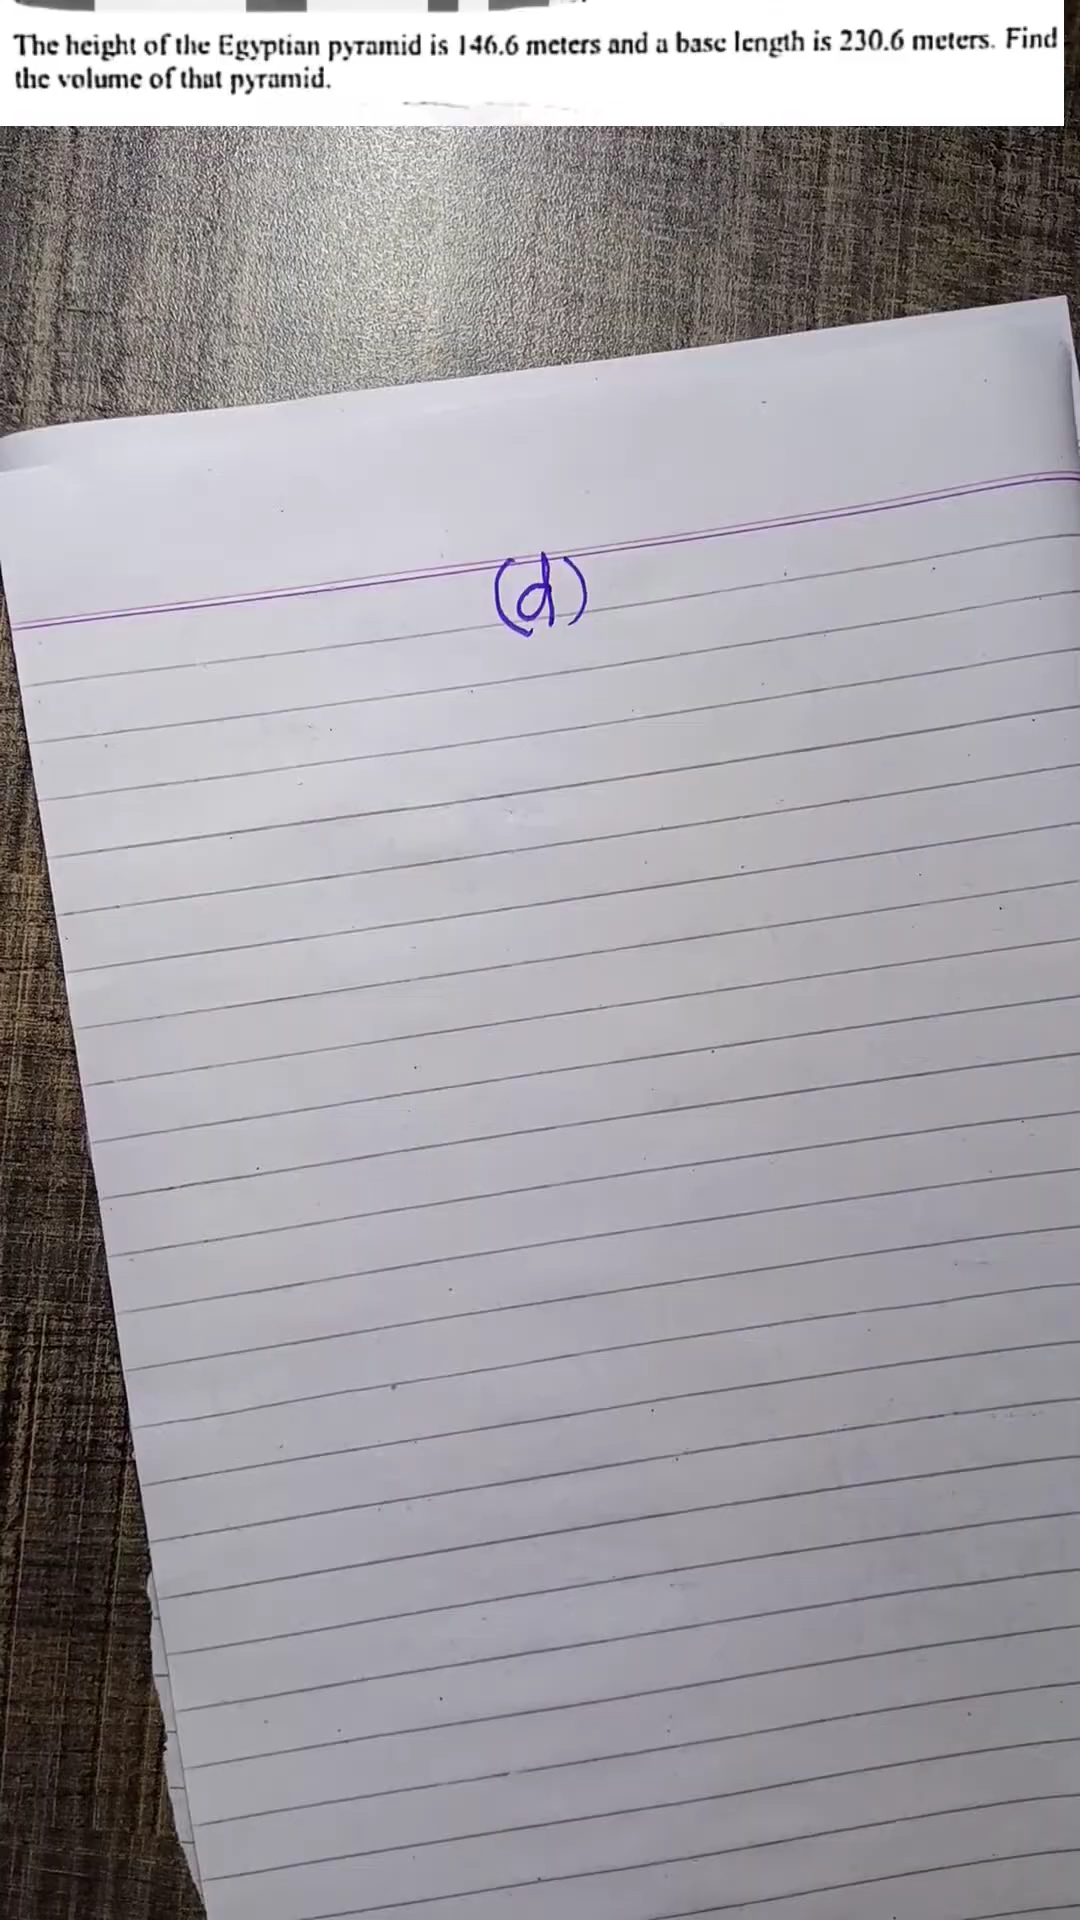 The height of the Egyptian pyramid is 146.6 meters and a base length is 230.6 meters. Find
the volume of that pyramid.
(d)